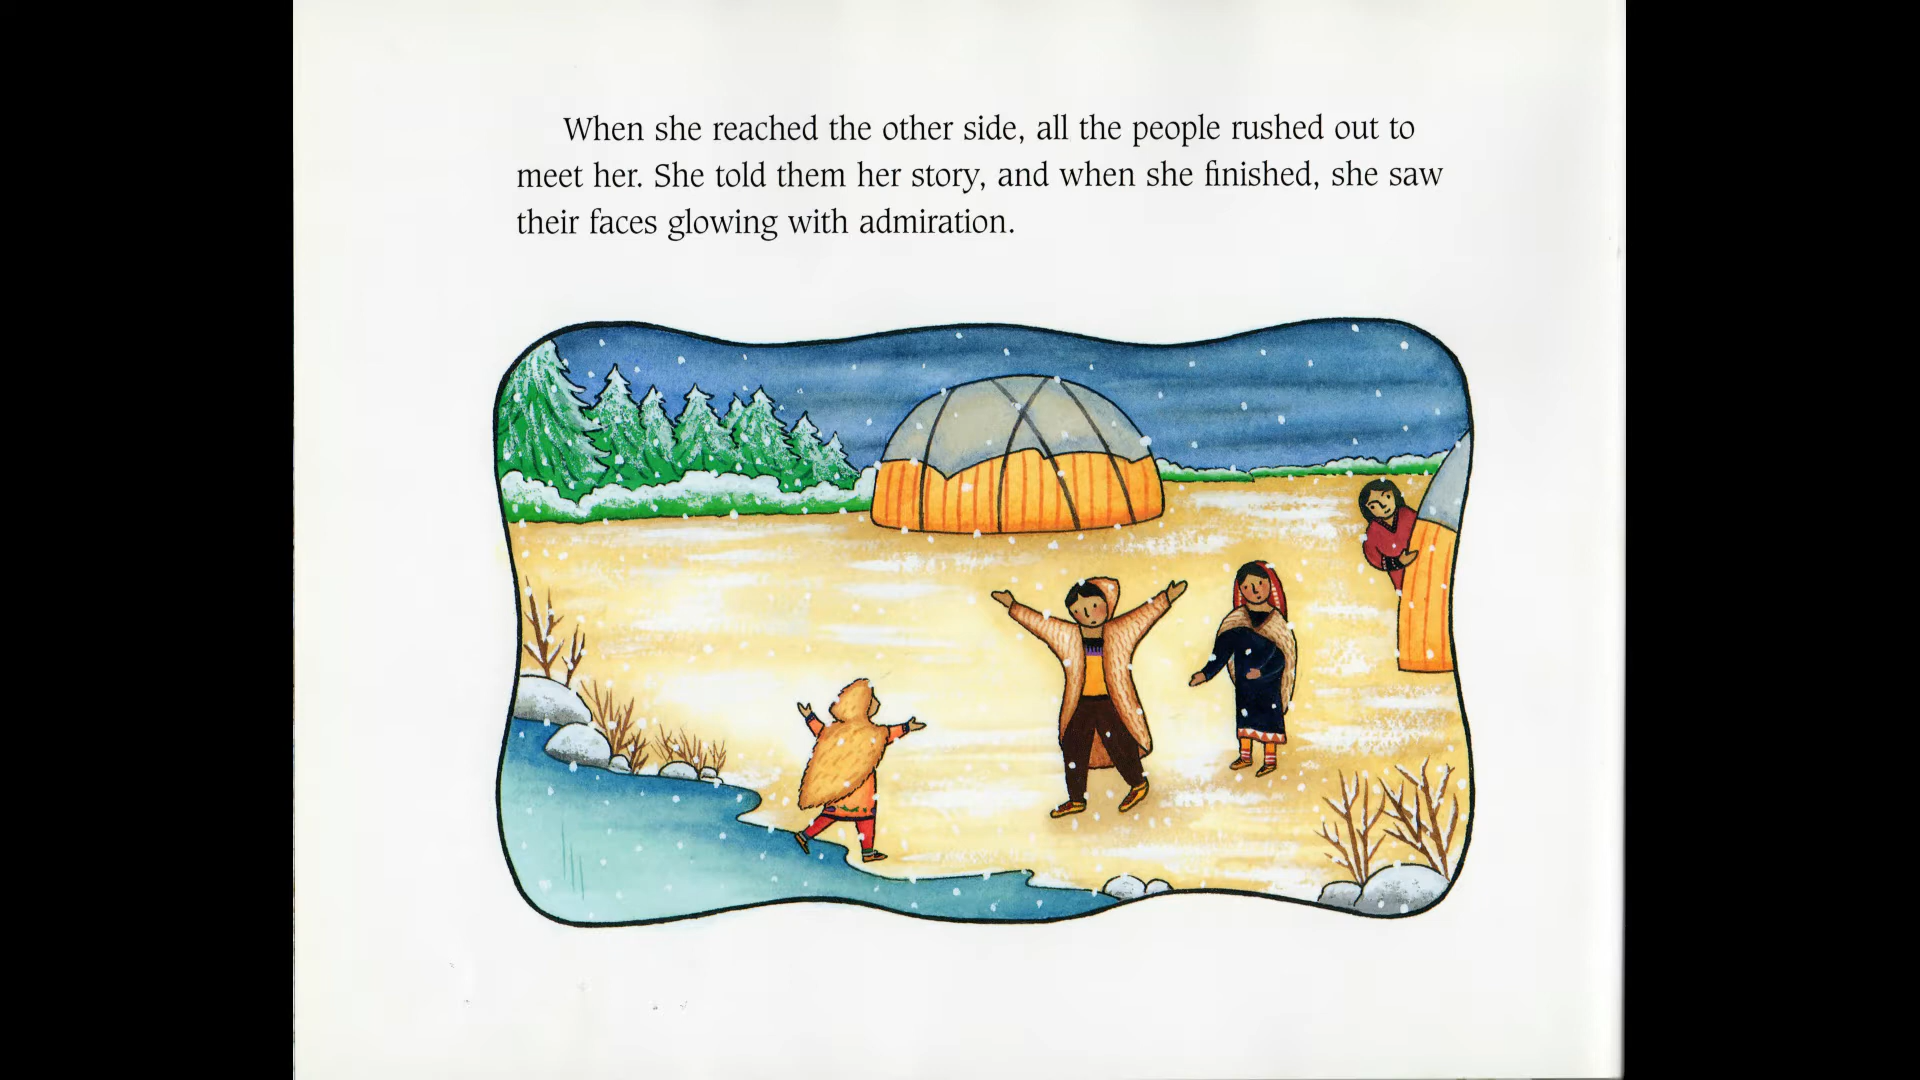 When she reached the other side, all the people rushed out to
meet her. She told them her story, and when she finished, she saw
their faces glowing with admiration.